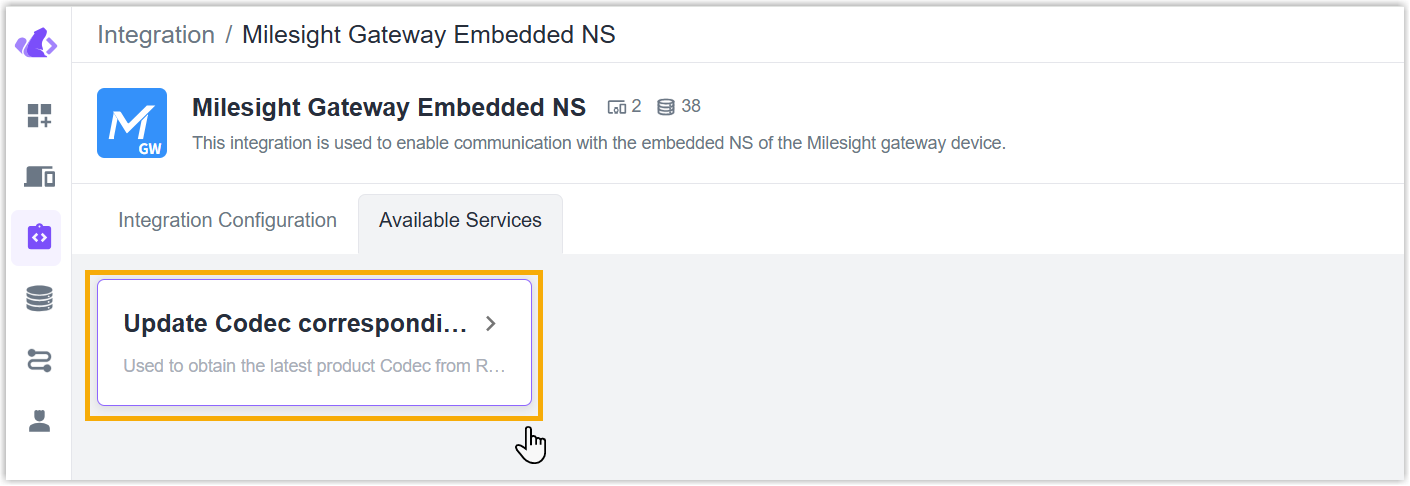 Integration / Milesight Gateway Embedded NS
Milesight Gateway Embedded NS 2 38
This integration is used to enable communication with the embedded NS of the Milesight gateway device.
M GW
Integration Configuration Available Services
Update Codec correspondi...
Used to obtain the latest product Codec from R...